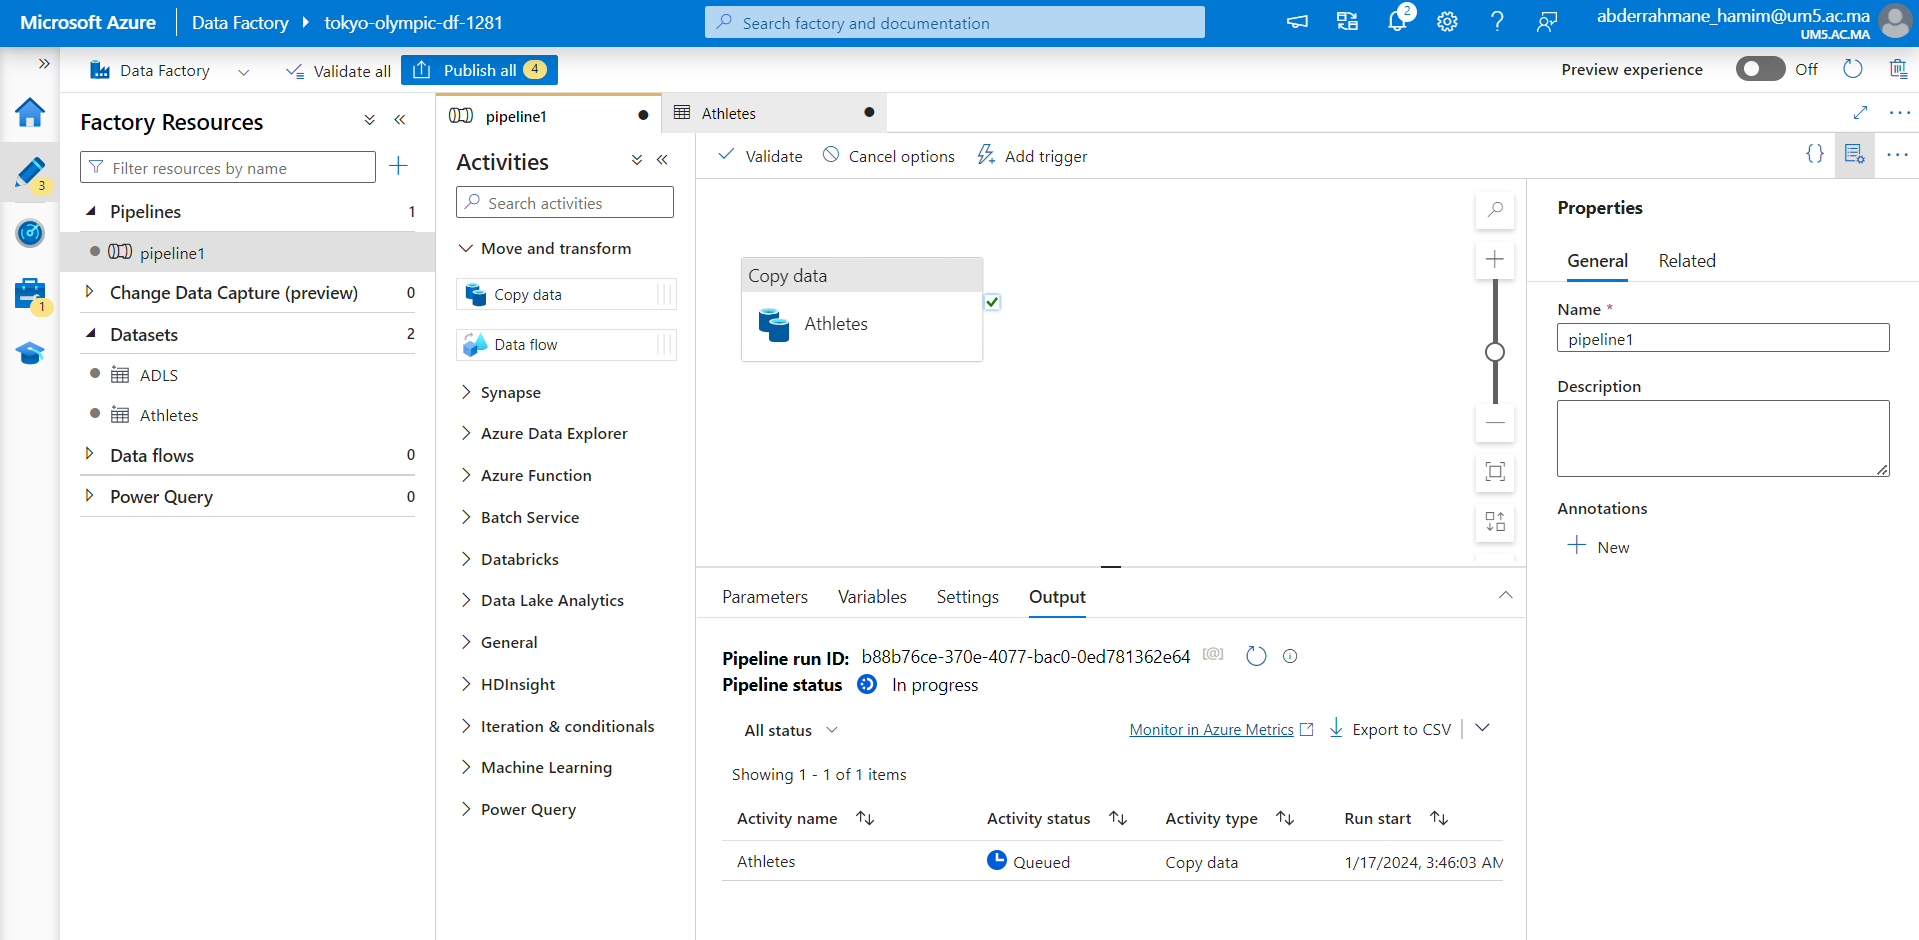 Microsoft Azure
Data Factory
tokyo-olympic-df-1281
Search factory and documentation
2
abderrahmane_hamim@um5.ac.ma
UM5.AC.MA
Data Factory
Validate all
Publish all
4
Preview experience
Off
3
1
Factory Resources
Filter resources by name
Pipelines
1
pipeline1
Change Data Capture (preview)
0
Datasets
2
ADLS
Athletes
Data flows
0
Power Query
0
pipeline1
Athletes
Activities
Search activities
Move and transform
Copy data
Data flow
Synapse
Azure Data Explorer
Azure Function
Batch Service
Databricks
Data Lake Analytics
General
HDInsight
Iteration & conditionals
Machine Learning
Power Query
Validate
Cancel options
Add trigger
{}
Copy data
Athletes
Parameters
Variables
Settings
Output
Pipeline run ID: b88b76ce-370e-4077-bac0-0ed781362e64
[@]
Pipeline status
In progress
All status
Monitor in Azure Metrics
Export to CSV
Showing 1 - 1 of 1 items
Activity name
Activity status
Activity type
Run start
Athletes
Queued
Copy data
1/17/2024, 3:46:03 AM
Properties
General
Related
Name *
pipeline1
Description
Annotations
New